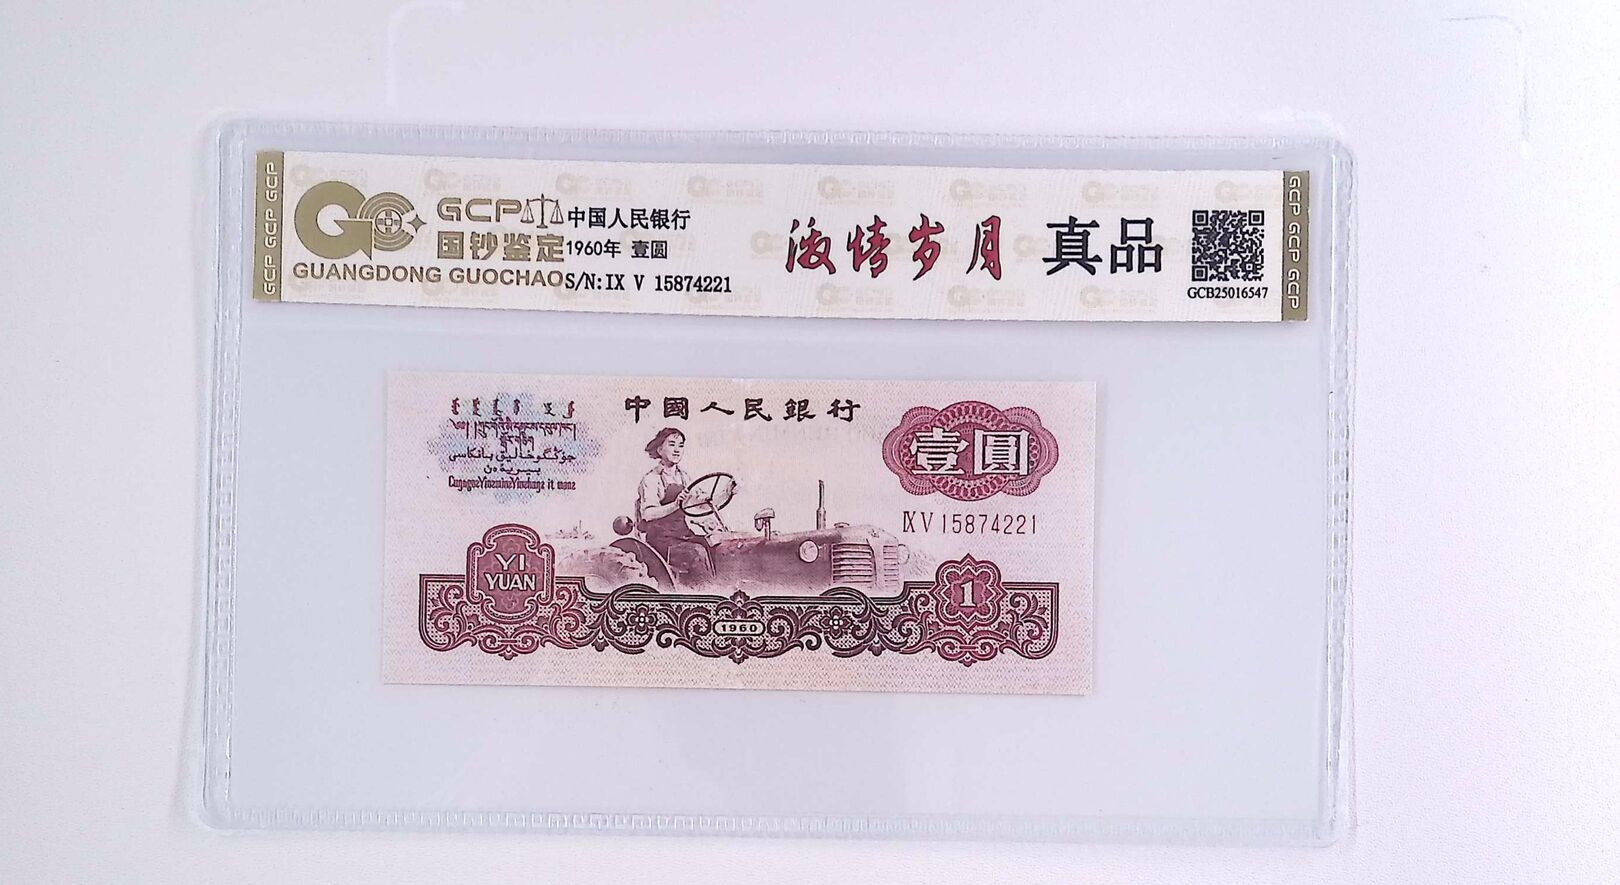 GCP GCP GCP
GCP
国钞鉴定
GUANGDONG GUOCHAO
中国人民银行
1960年 壹圆
S/N:IX V 15874221
激情岁月 真品
GCB25016547
GCP GCP GCP
中國人民銀行
壹圓
IX V 15874221
YI
YUAN
1
1960